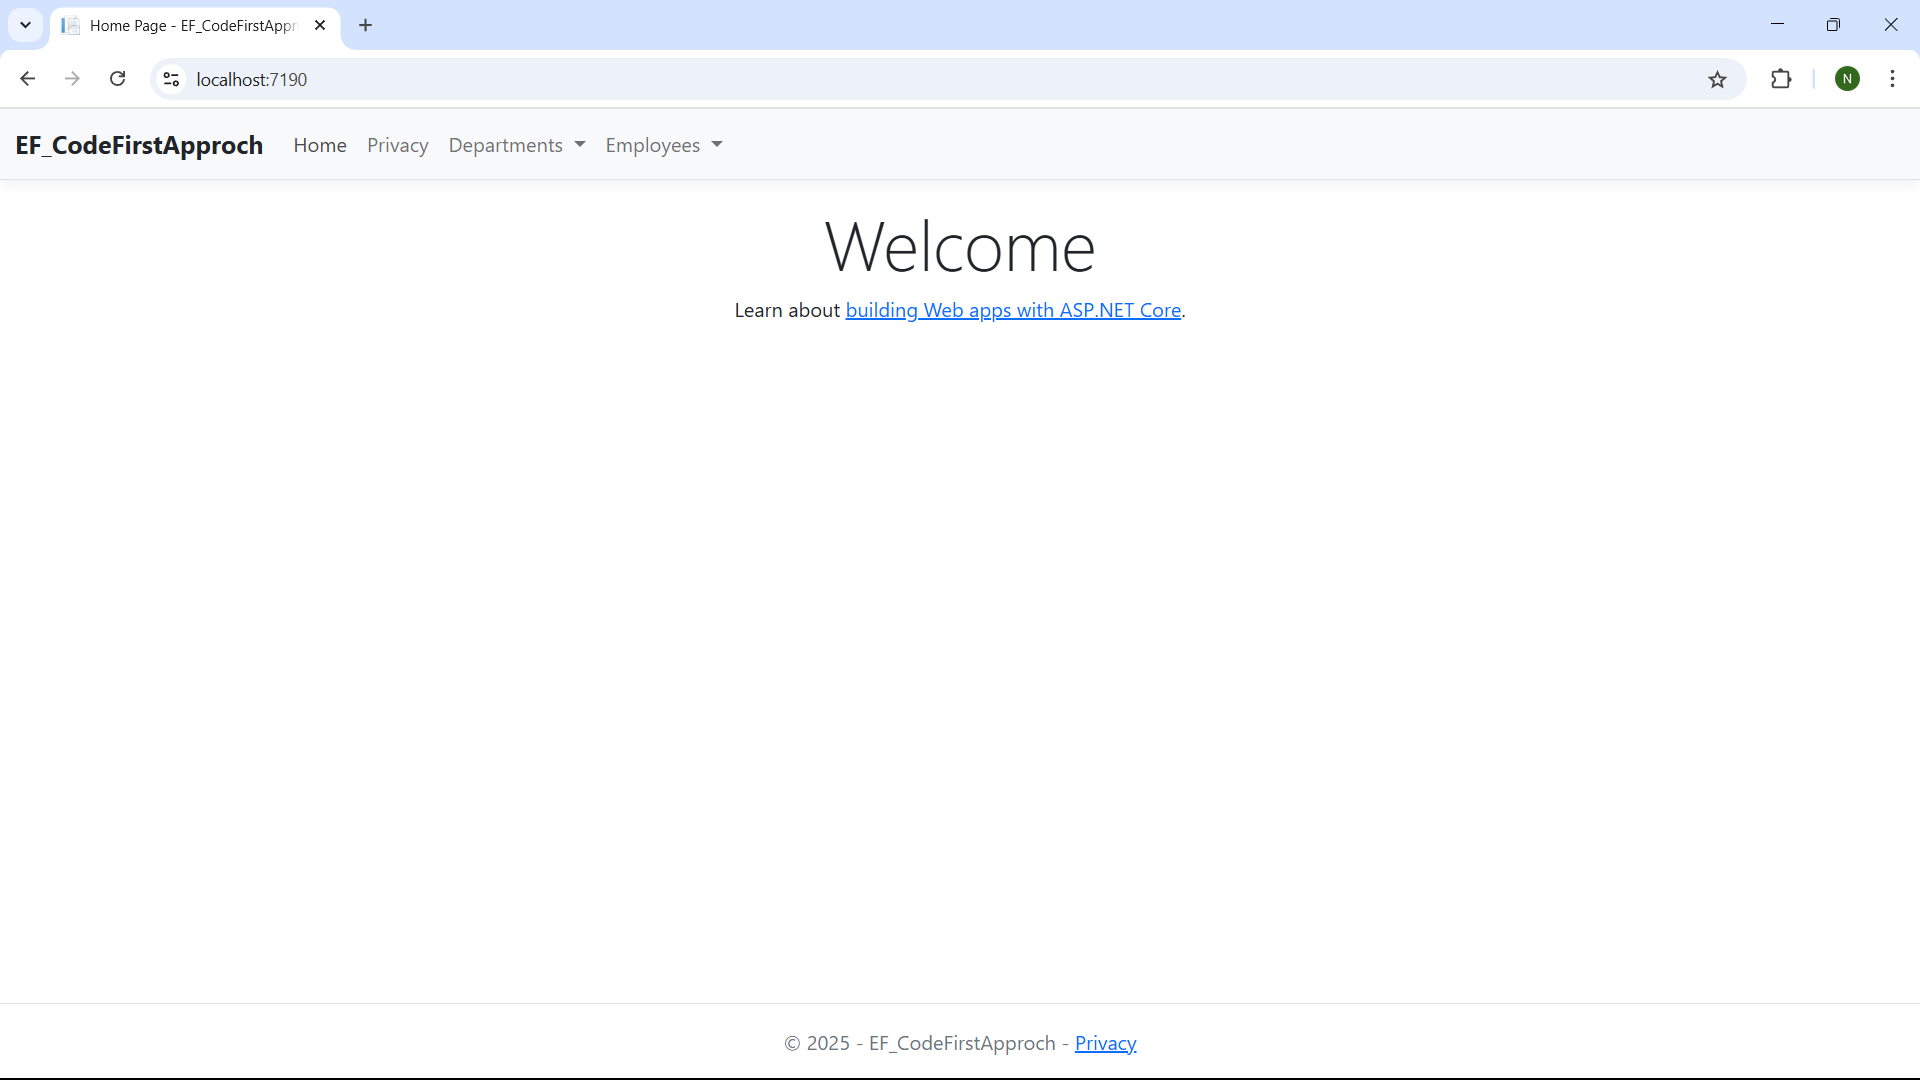 Home Page - EF_CodeFirstAppr
localhost:7190
N
EF_CodeFirstApproch Home Privacy Departments Employees
Welcome
Learn about building Web apps with ASP.NET Core.
© 2025 - EF_CodeFirstApproch - Privacy